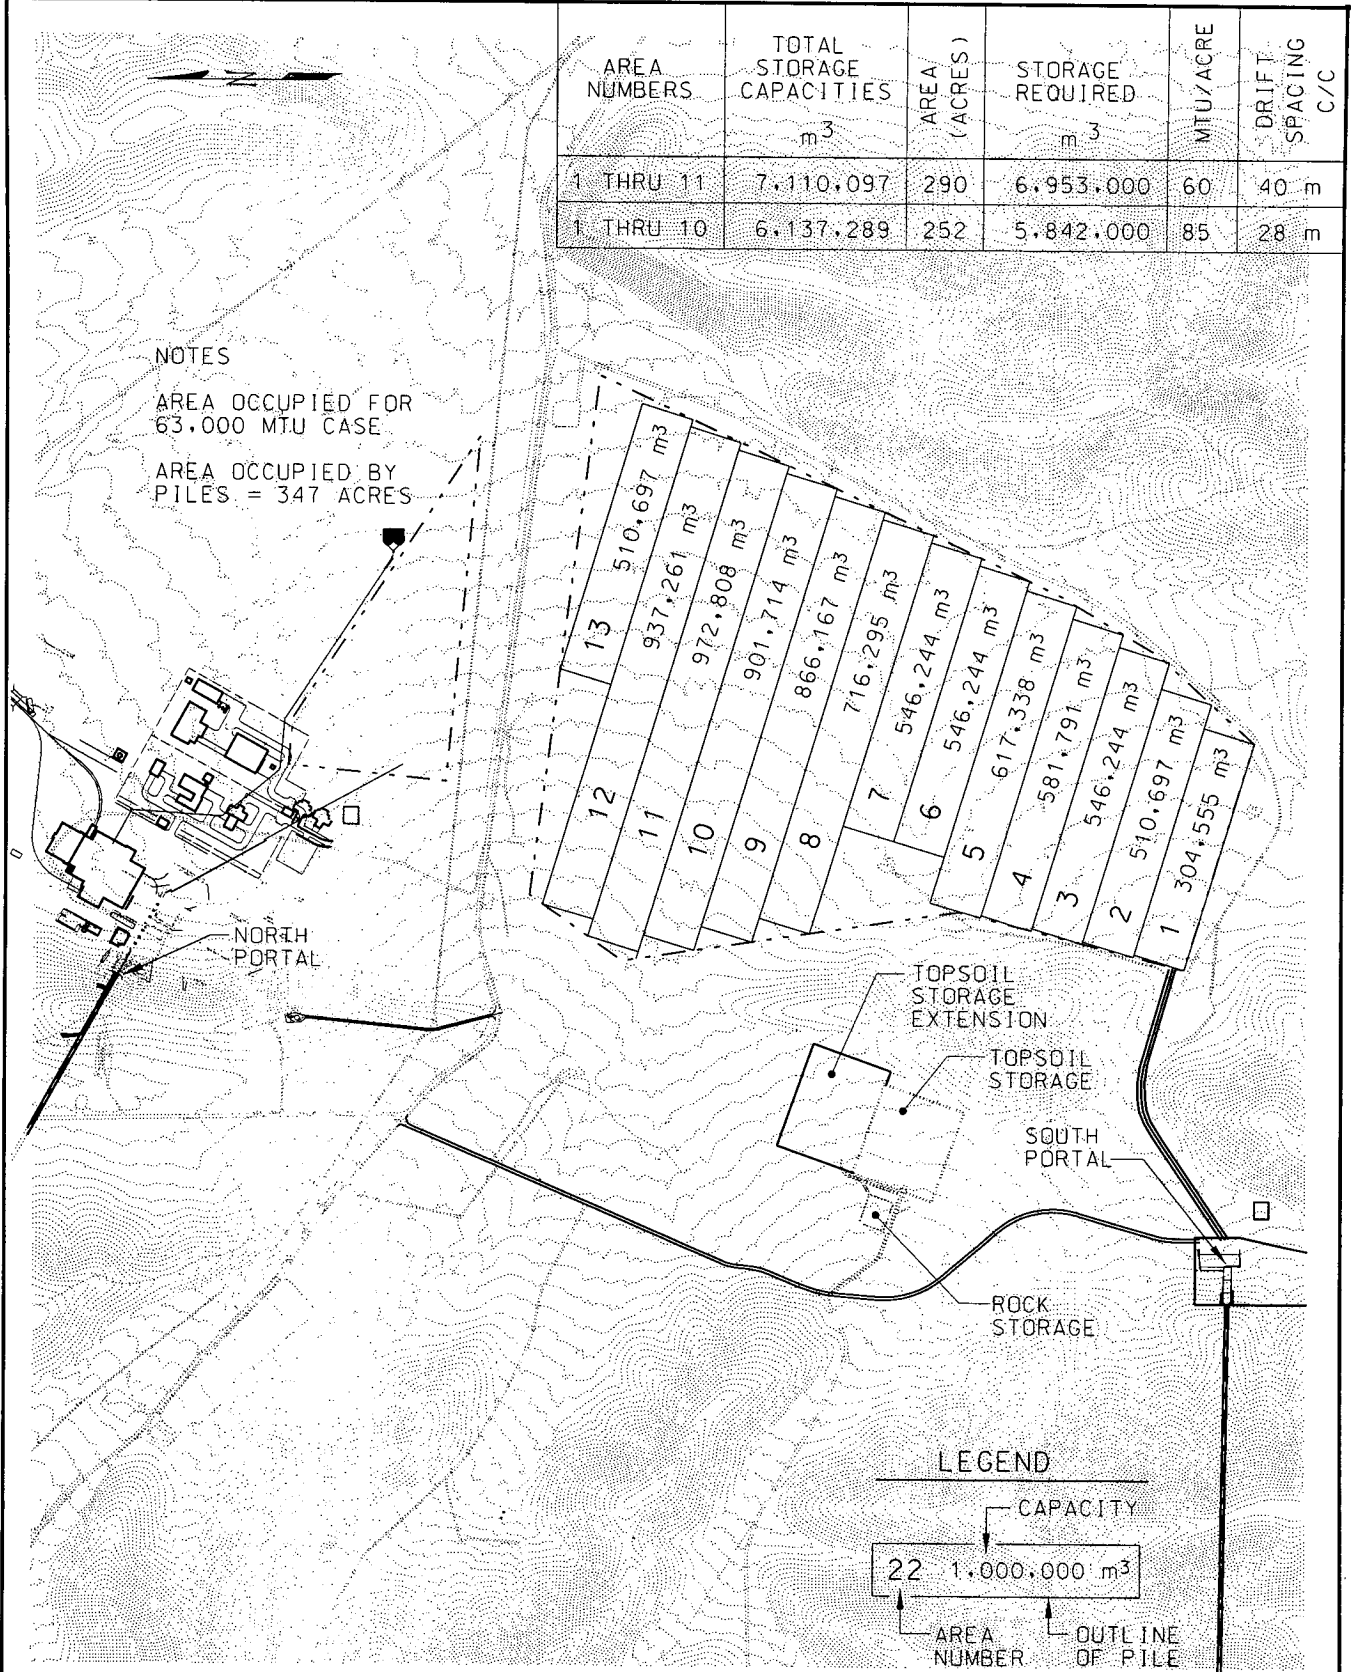 AREA NUMBERS
TOTAL STORAGE CAPACITIES m³
AREA (ACRES)
STORAGE REQUIRED m³
MTU/ACRE
DRIFT SPACING C/C
1 THRU 11 7,110,097 290 6,953,000 60 40 m
1 THRU 10 6,137,289 252 5,842,000 85 28 m
N
NOTES
AREA OCCUPIED FOR
63,000 MTU CASE
AREA OCCUPIED BY
PILES = 347 ACRES
13 510,697 m³
12 937,261 m³
11 972,808 m³
10 901,714 m³
9 866,167 m³
8 716,295 m³
7 546,244 m³
6 546,244 m³
5 617,338 m³
4 581,791 m³
3 546,244 m³
2 510,697 m³
1 304,555 m³
NORTH
PORTAL
TOPSOIL
STORAGE
EXTENSION
TOPSOIL
STORAGE
SOUTH
PORTAL
ROCK
STORAGE
LEGEND
CAPACITY
22 1,000,000 m³
AREA
NUMBER
OUTLINE
OF PILE